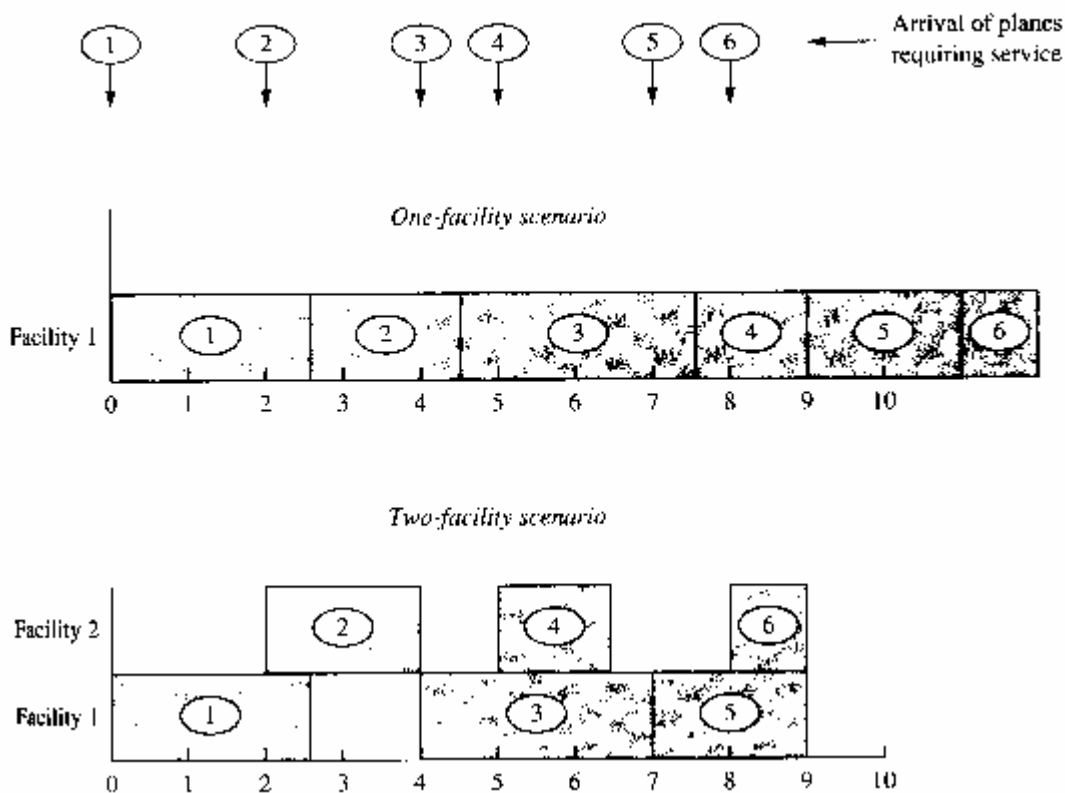 1 2 3 4 5 6 Arrival of planes
requiring service
One-facility scenario
Facility 1 1 2 3 4 5 6
0 1 2 3 4 5 6 7 8 9 10
Two-facility scenario
Facility 2 2 4 6
Facility 1 1 3 5
0 1 2 3 4 5 6 7 8 9 10